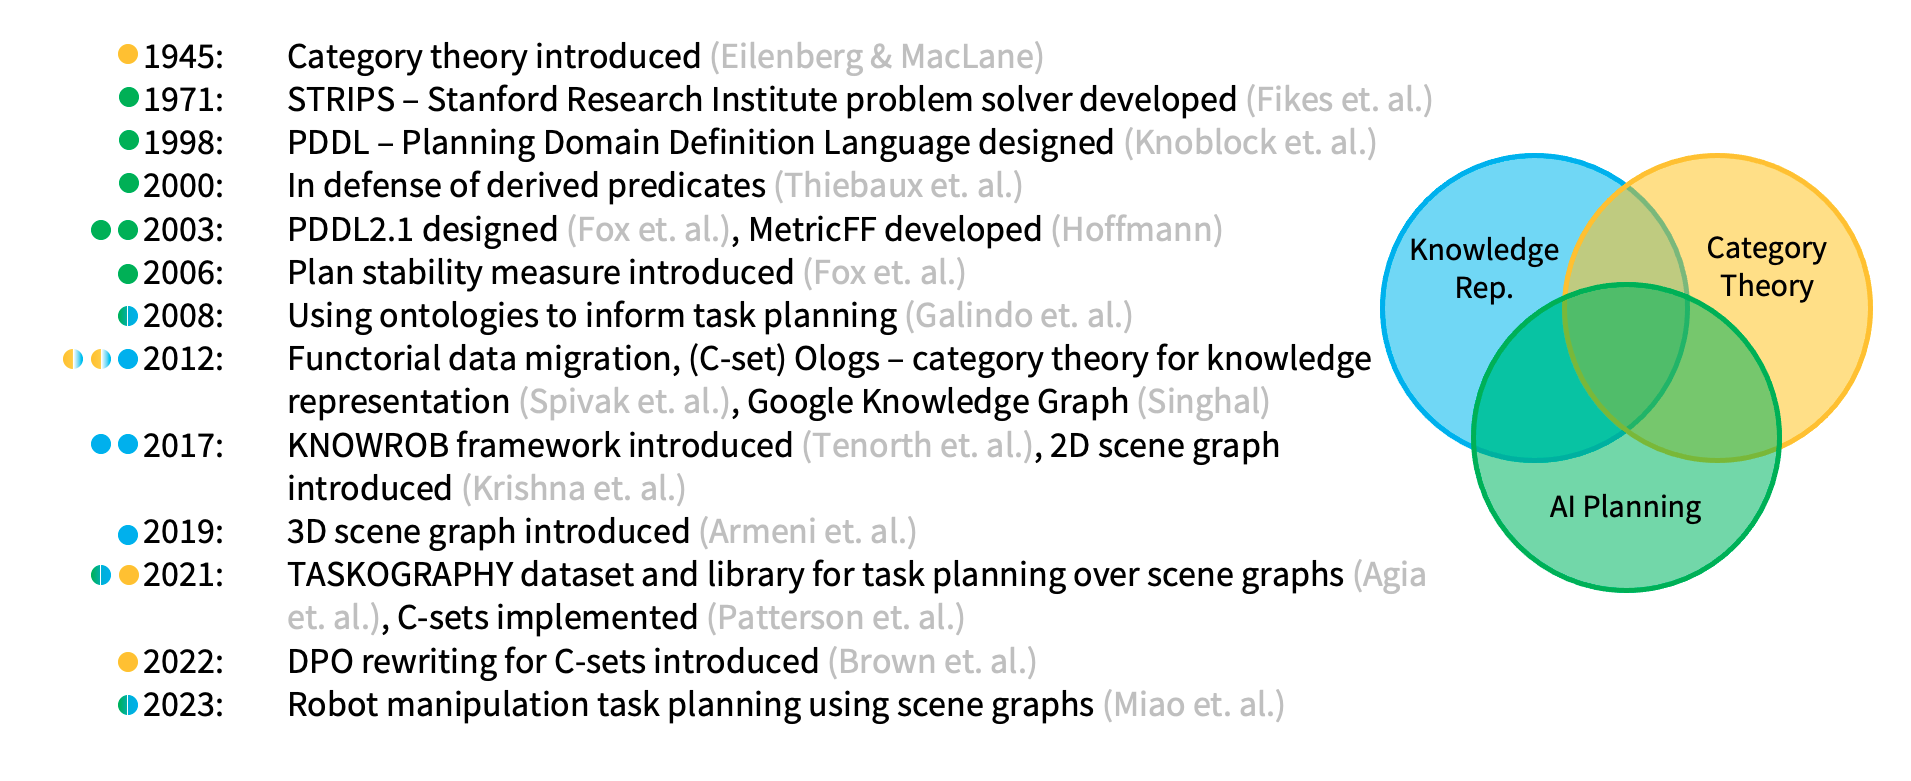 1945: Category theory introduced (Eilenberg & MacLane)
1971: STRIPS – Stanford Research Institute problem solver developed (Fikes et. al.)
1998: PDDL – Planning Domain Definition Language designed (Knoblock et. al.)
2000: In defense of derived predicates (Thiebaux et. al.)
2003: PDDL2.1 designed (Fox et. al.), MetricFF developed (Hoffmann)
2006: Plan stability measure introduced (Fox et. al.)
2008: Using ontologies to inform task planning (Galindo et. al.)
2012: Functorial data migration, (C-set) Ologs – category theory for knowledge
representation (Spivak et. al.), Google Knowledge Graph (Singhal)
2017: KNOWROB framework introduced (Tenorth et. al.), 2D scene graph
introduced (Krishna et. al.)
2019: 3D scene graph introduced (Armeni et. al.)
2021: TASKOGRAPHY dataset and library for task planning over scene graphs (Agia
et. al.), C-sets implemented (Patterson et. al.)
2022: DPO rewriting for C-sets introduced (Brown et. al.)
2023: Robot manipulation task planning using scene graphs (Miao et. al.)
Knowledge
Rep.
Category
Theory
AI Planning